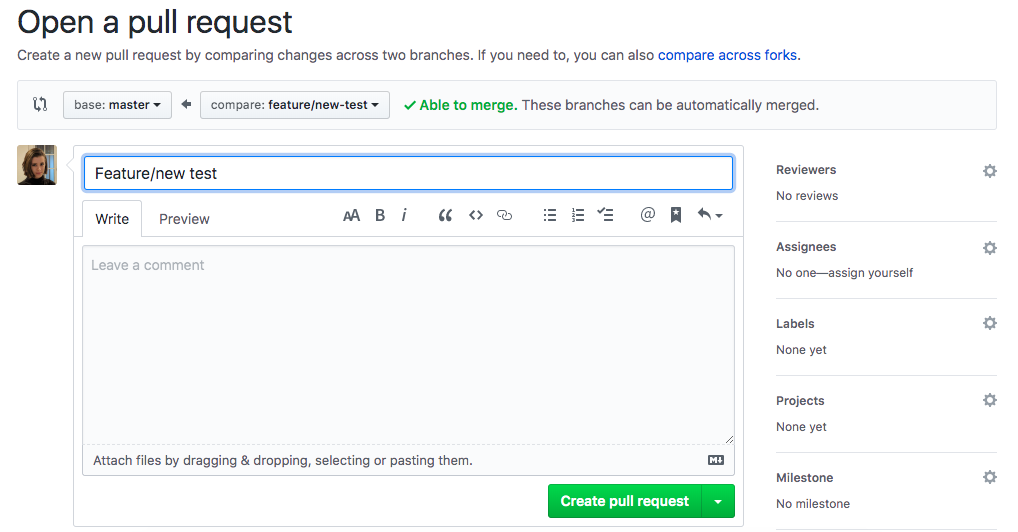 Open a pull request
Create a new pull request by comparing changes across two branches. If you need to, you can also compare across forks.
base: master compare: feature/new-test Able to merge. These branches can be automatically merged.
Feature/new test
Write Preview AA B i @
Leave a comment
Attach files by dragging & dropping, selecting or pasting them. M
Create pull request
Reviewers
No reviews
Assignees
No one—assign yourself
Labels
None yet
Projects
None yet
Milestone
No milestone